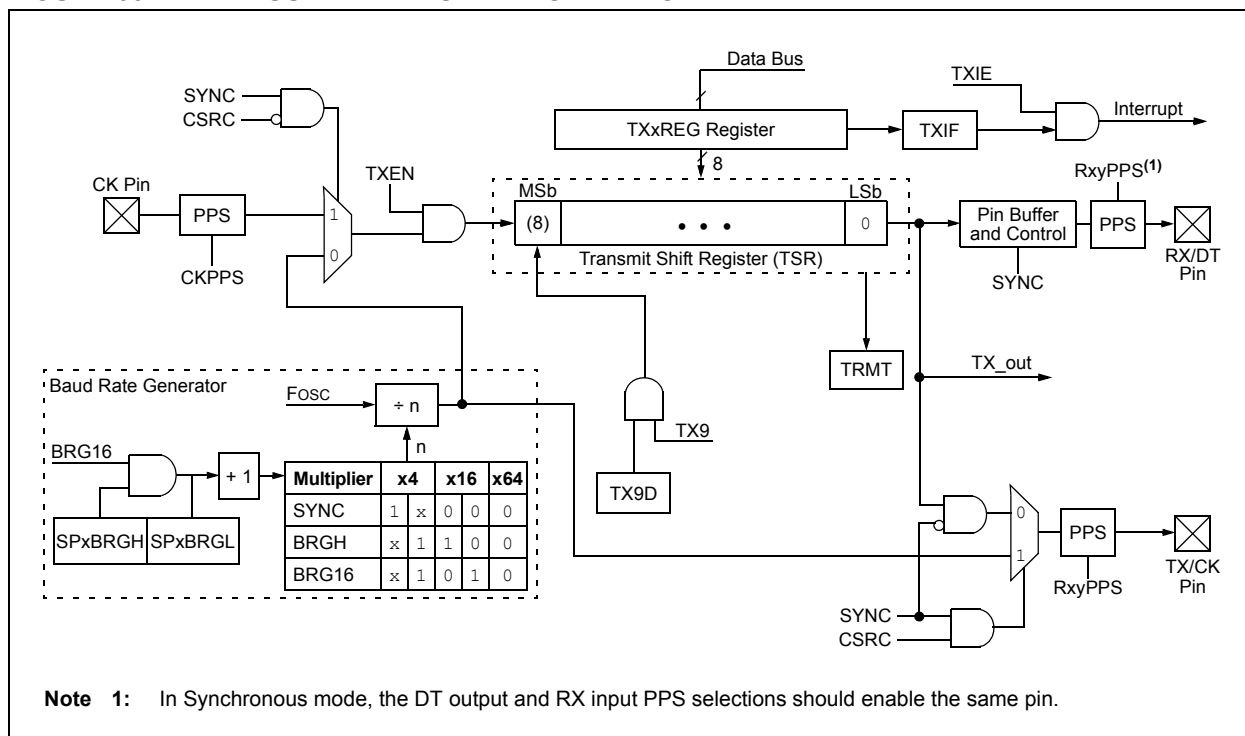 Data Bus
TXIE
SYNC
CSRC
TXxREG Register
TXIF
Interrupt
8
TXEN
CK Pin
MSb
LSb
RxyPPS(1)
PPS
1
(8)
• • •
0
Pin Buffer
and Control
PPS
0
Transmit Shift Register (TSR)
RX/DT
Pin
CKPPS
SYNC
TRMT
TX_out
Baud Rate Generator
FOSC
÷ n
n
TX9
BRG16
+ 1
TX9D
Multiplier x4 x16 x64
SYNC 1 x 0 0 0
BRGH x 1 1 0 0
BRG16 x 1 0 1 0
SPxBRGH SPxBRGL
0
1
PPS
RxyPPS
TX/CK
Pin
SYNC
CSRC
Note 1: In Synchronous mode, the DT output and RX input PPS selections should enable the same pin.